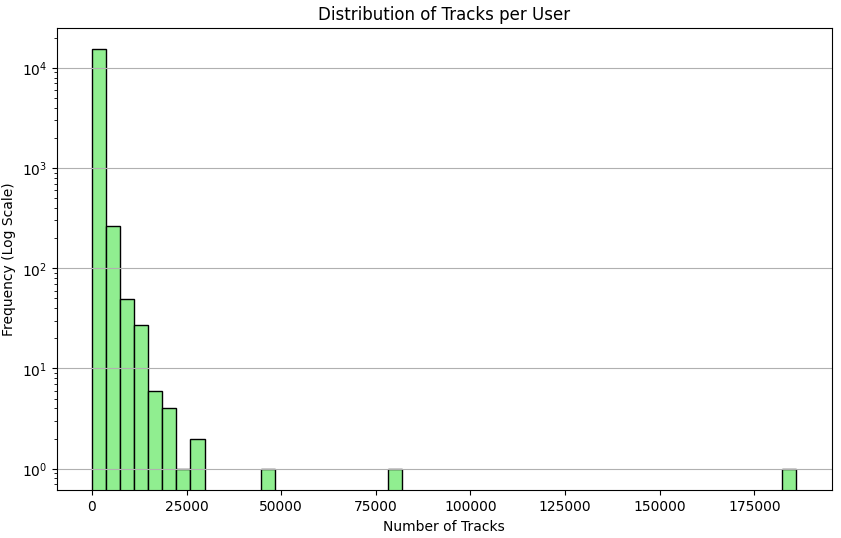 Distribution of Tracks per User
Frequency (Log Scale)
10⁴
10³
10²
10¹
10⁰
0 25000 50000 75000 100000 125000 150000 175000
Number of Tracks